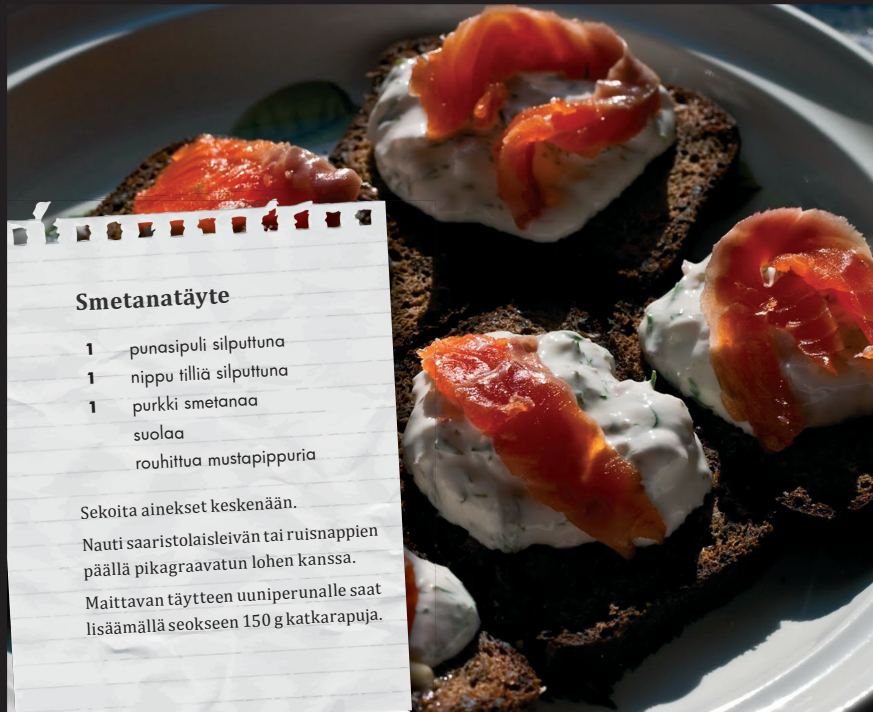 Smetanatäyte
1 punasipuli silputtuna
1 nippu tilliä silputtuna
1 purkki smetanaa
suolaa
rouhittua mustapippuria
Sekoita ainekset keskenään.
Nauti saaristolaisleivän tai ruisnappien
päällä pikagraavatun lohen kanssa.
Maittavan täytteen uuniperunalle saat
lisäämällä seokseen 150 g katkarapuja.